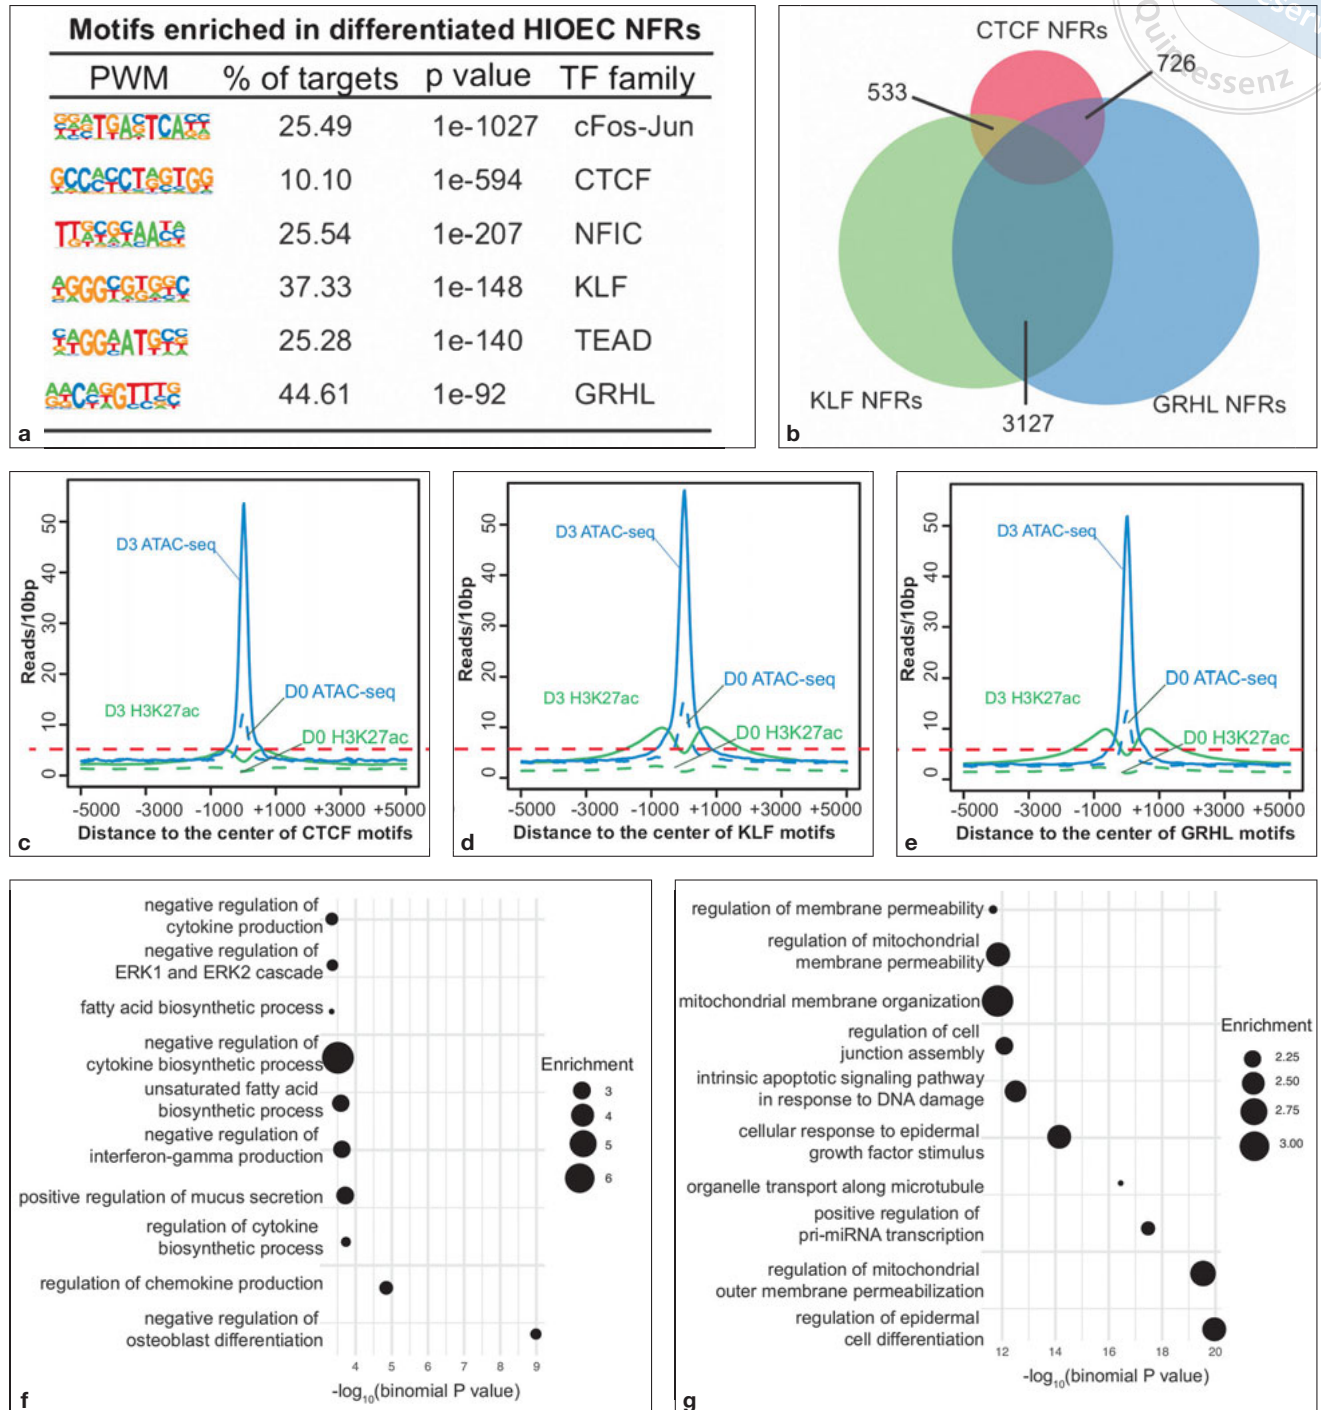 Motifs enriched in differentiated HIOEC NFRs
PWM % of targets p value TF family
25.49 1e-1027 cFos-Jun
10.10 1e-594 CTCF
25.54 1e-207 NFIC
37.33 1e-148 KLF
25.28 1e-140 TEAD
44.61 1e-92 GRHL
a
Quintessenz
CTCF NFRs
726
533
KLF NFRs
GRHL NFRs
3127
b
Reads/10bp
50
40
30
20
10
0
D3 ATAC-seq
D0 ATAC-seq
D3 H3K27ac
D0 H3K27ac
-5000 -3000 -1000 +1000 +3000 +5000
Distance to the center of CTCF motifs
c
Reads/10bp
50
40
30
20
10
0
D3 ATAC-seq
D0 ATAC-seq
D3 H3K27ac
D0 H3K27ac
-5000 -3000 -1000 +1000 +3000 +5000
Distance to the center of KLF motifs
d
Reads/10bp
50
40
30
20
10
0
D3 ATAC-seq
D0 ATAC-seq
D3 H3K27ac
D0 H3K27ac
-5000 -3000 -1000 +1000 +3000 +5000
Distance to the center of GRHL motifs
e
negative regulation of
cytokine production
negative regulation of
ERK1 and ERK2 cascade
fatty acid biosynthetic process
negative regulation of
cytokine biosynthetic process
unsaturated fatty acid
biosynthetic process
negative regulation of
interferon-gamma production
positive regulation of mucus secretion
regulation of cytokine
biosynthetic process
regulation of chemokine production
negative regulation of
osteoblast differentiation
4 5 6 7 8 9
-log10(binomial P value)
Enrichment
3
4
5
6
f
regulation of membrane permeability
regulation of mitochondrial
membrane permeability
mitochondrial membrane organization
regulation of cell
junction assembly
intrinsic apoptotic signaling pathway
in response to DNA damage
cellular response to epidermal
growth factor stimulus
organelle transport along microtubule
positive regulation of
pri-miRNA transcription
regulation of mitochondrial
outer membrane permeabilization
regulation of epidermal
cell differentiation
12 14 16 18 20
-log10(binomial P value)
Enrichment
2.25
2.50
2.75
3.00
g